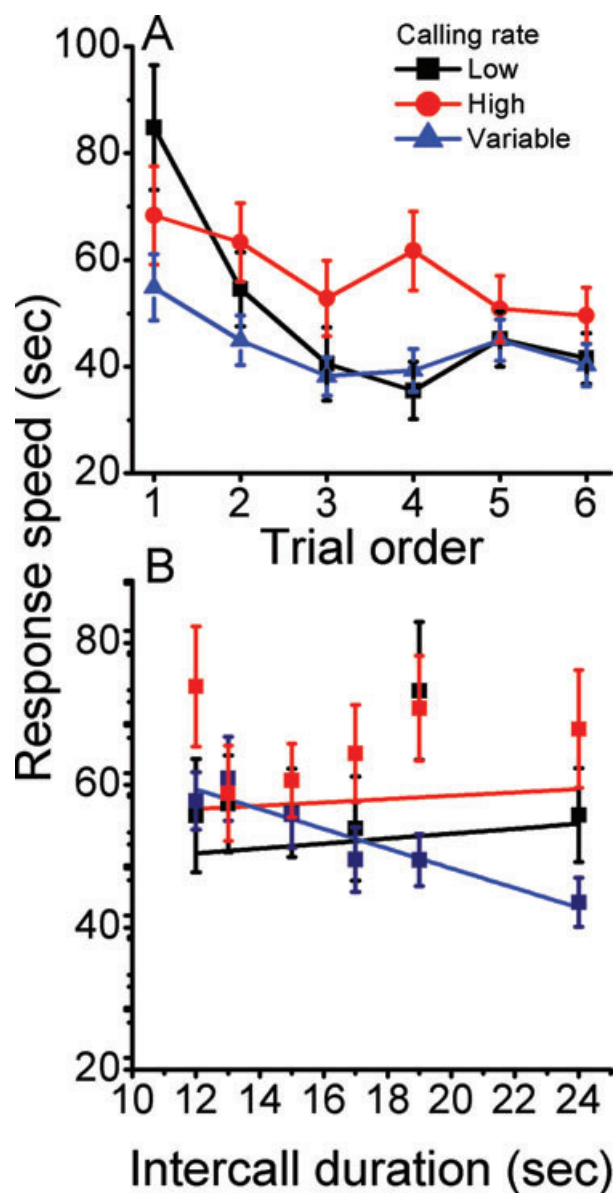 A
Calling rate
Low
High
Variable
100
80
60
40
20
1 2 3 4 5 6
Trial order
Response speed (sec)
B
80
60
40
20
10 12 14 16 18 20 22 24
Intercall duration (sec)